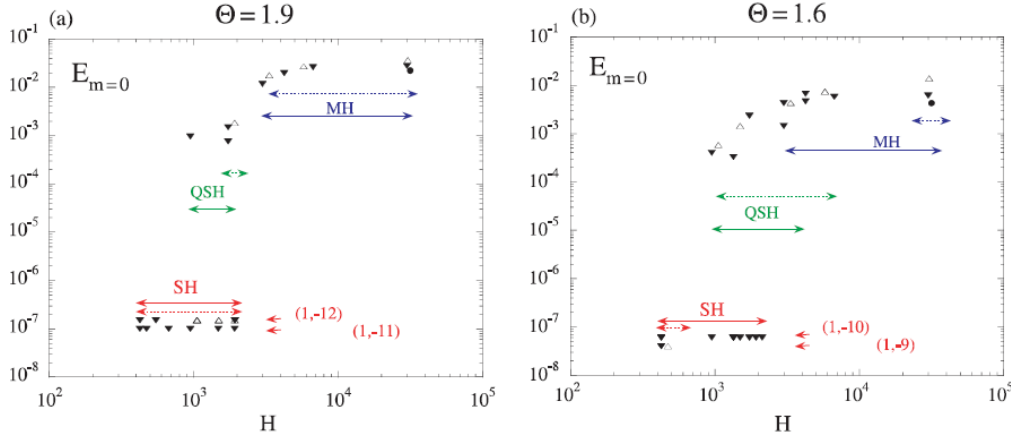 (a) Θ = 1.9
10^-1
10^-2
10^-3
10^-4
10^-5
10^-6
10^-7
10^-8
E_{m=0}
MH
QSH
SH
(1,-12)
(1,-11)
10^2 10^3 10^4 10^5
H
(b) Θ = 1.6
10^-1
10^-2
10^-3
10^-4
10^-5
10^-6
10^-7
10^-8
E_{m=0}
MH
QSH
SH
(1,-10)
(1,-9)
10^2 10^3 10^4 10^5
H